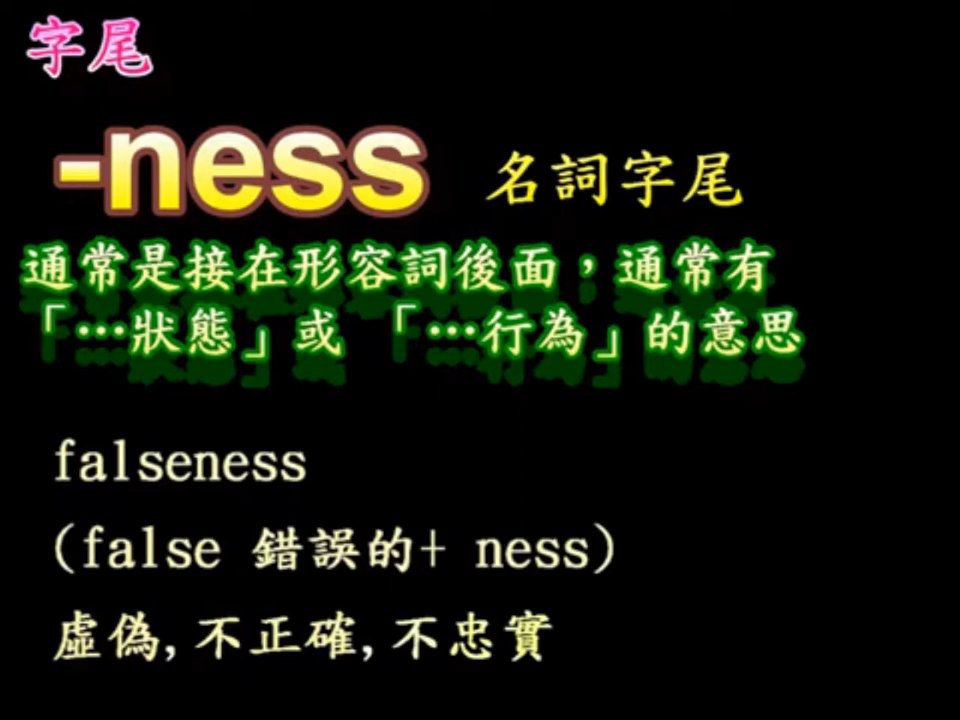 字尾
-ness 名詞字尾
通常是接在形容詞後面，通常有
「…狀態」或 「…行為」的意思
falseness
(false 錯誤的+ ness)
虛偽,不正確,不忠實